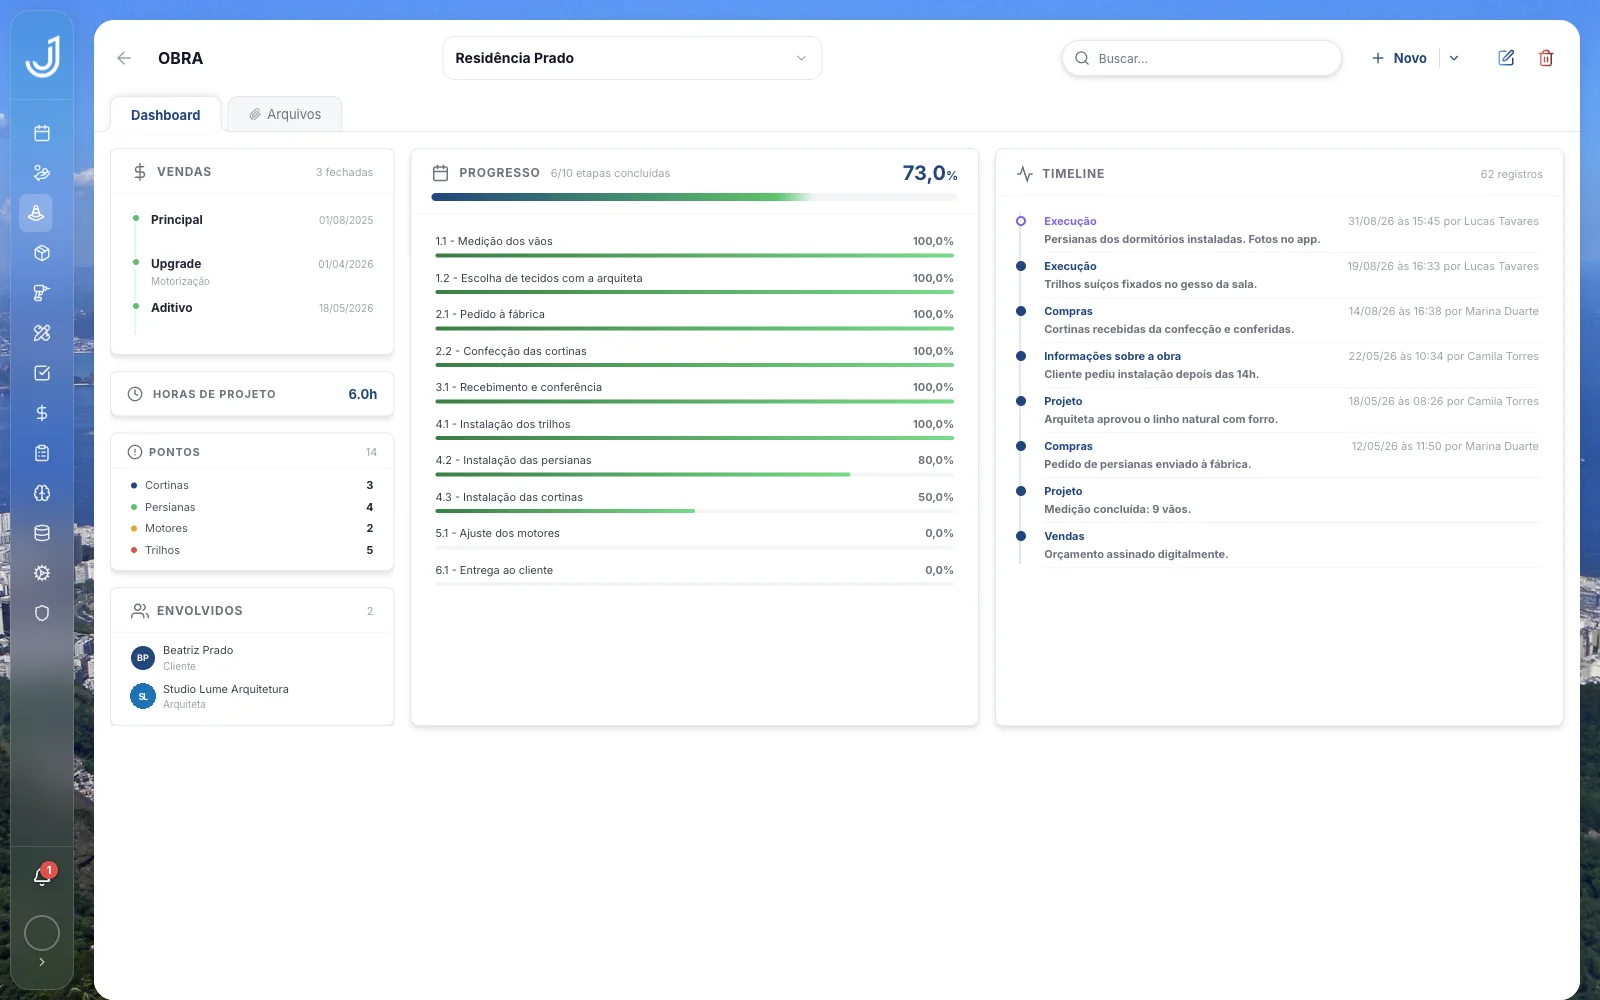 OBRA
Residência Prado
Buscar...
Novo
Dashboard
Arquivos
VENDAS
3 fechadas
Principal
01/08/2025
Upgrade
01/04/2026
Motorização
Aditivo
18/05/2026
HORAS DE PROJETO
6.0h
PONTOS
14
Cortinas
3
Persianas
4
Motores
2
Trilhos
5
ENVOLVIDOS
2
BP
Beatriz Prado
Cliente
SL
Studio Lume Arquitetura
Arquiteta
PROGRESSO
6/10 etapas concluídas
73,0%
1.1 - Medição dos vãos
100,0%
1.2 - Escolha de tecidos com a arquiteta
100,0%
2.1 - Pedido à fábrica
100,0%
2.2 - Confecção das cortinas
100,0%
3.1 - Recebimento e conferência
100,0%
4.1 - Instalação dos trilhos
100,0%
4.2 - Instalação das persianas
80,0%
4.3 - Instalação das cortinas
50,0%
5.1 - Ajuste dos motores
0,0%
6.1 - Entrega ao cliente
0,0%
TIMELINE
62 registros
Execução
31/08/26 às 15:45 por Lucas Tavares
Persianas dos dormitórios instaladas. Fotos no app.
Execução
19/08/26 às 16:33 por Lucas Tavares
Trilhos suíços fixados no gesso da sala.
Compras
14/08/26 às 16:38 por Marina Duarte
Cortinas recebidas da confecção e conferidas.
Informações sobre a obra
22/05/26 às 10:34 por Camila Torres
Cliente pediu instalação depois das 14h.
Projeto
18/05/26 às 08:26 por Camila Torres
Arquiteta aprovou o linho natural com forro.
Compras
12/05/26 às 11:50 por Marina Duarte
Pedido de persianas enviado à fábrica.
Projeto
Medição concluída: 9 vãos.
Vendas
Orçamento assinado digitalmente.
1